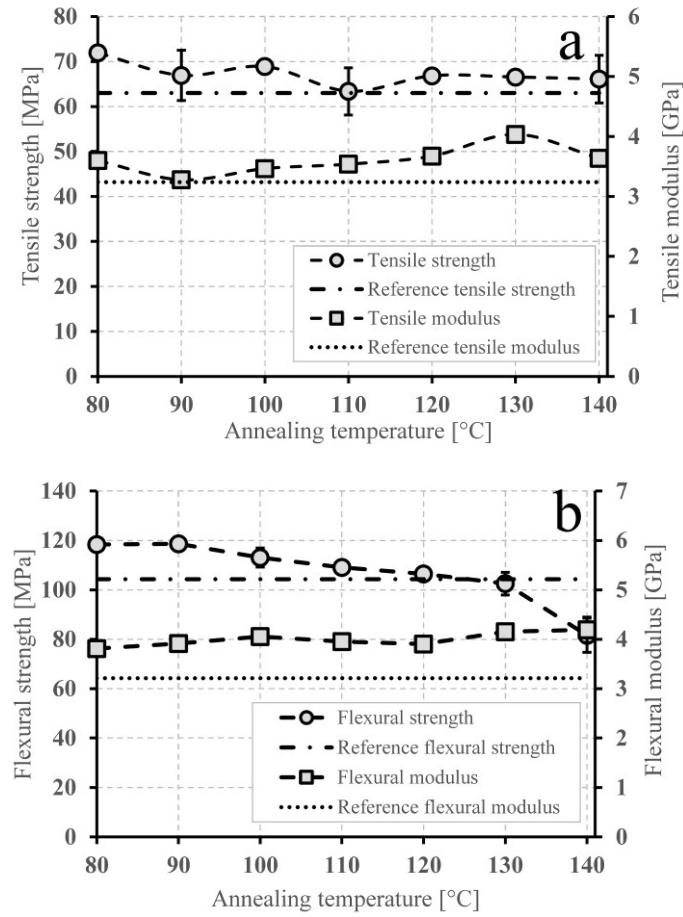 a
80
70
60
50
40
30
20
10
0
Tensile strength [MPa]
6
5
4
3
2
1
0
Tensile modulus [GPa]
Tensile strength
Reference tensile strength
Tensile modulus
Reference tensile modulus
80 90 100 110 120 130 140
Annealing temperature [°C]
b
140
120
100
80
60
40
20
0
Flexural strength [MPa]
7
6
5
4
3
2
1
0
Flexural modulus [GPa]
Flexural strength
Reference flexural strength
Flexural modulus
Reference flexural modulus
80 90 100 110 120 130 140
Annealing temperature [°C]